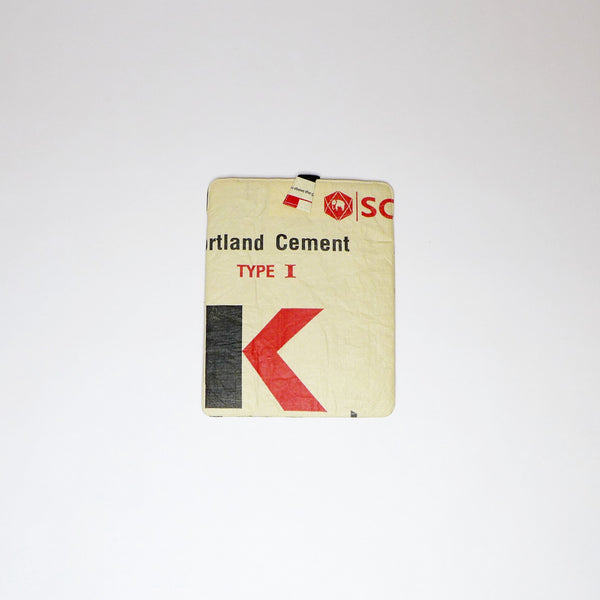 SC
rtland Cement
TYPE I
K